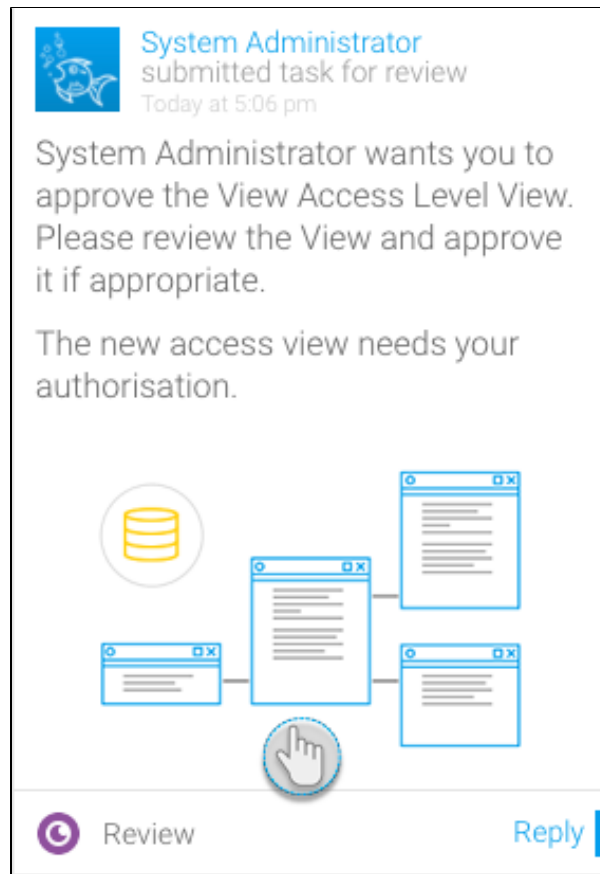 System Administrator
submitted task for review
Today at 5:06 pm
System Administrator wants you to
approve the View Access Level View.
Please review the View and approve
it if appropriate.
The new access view needs your
authorisation.
Review
Reply